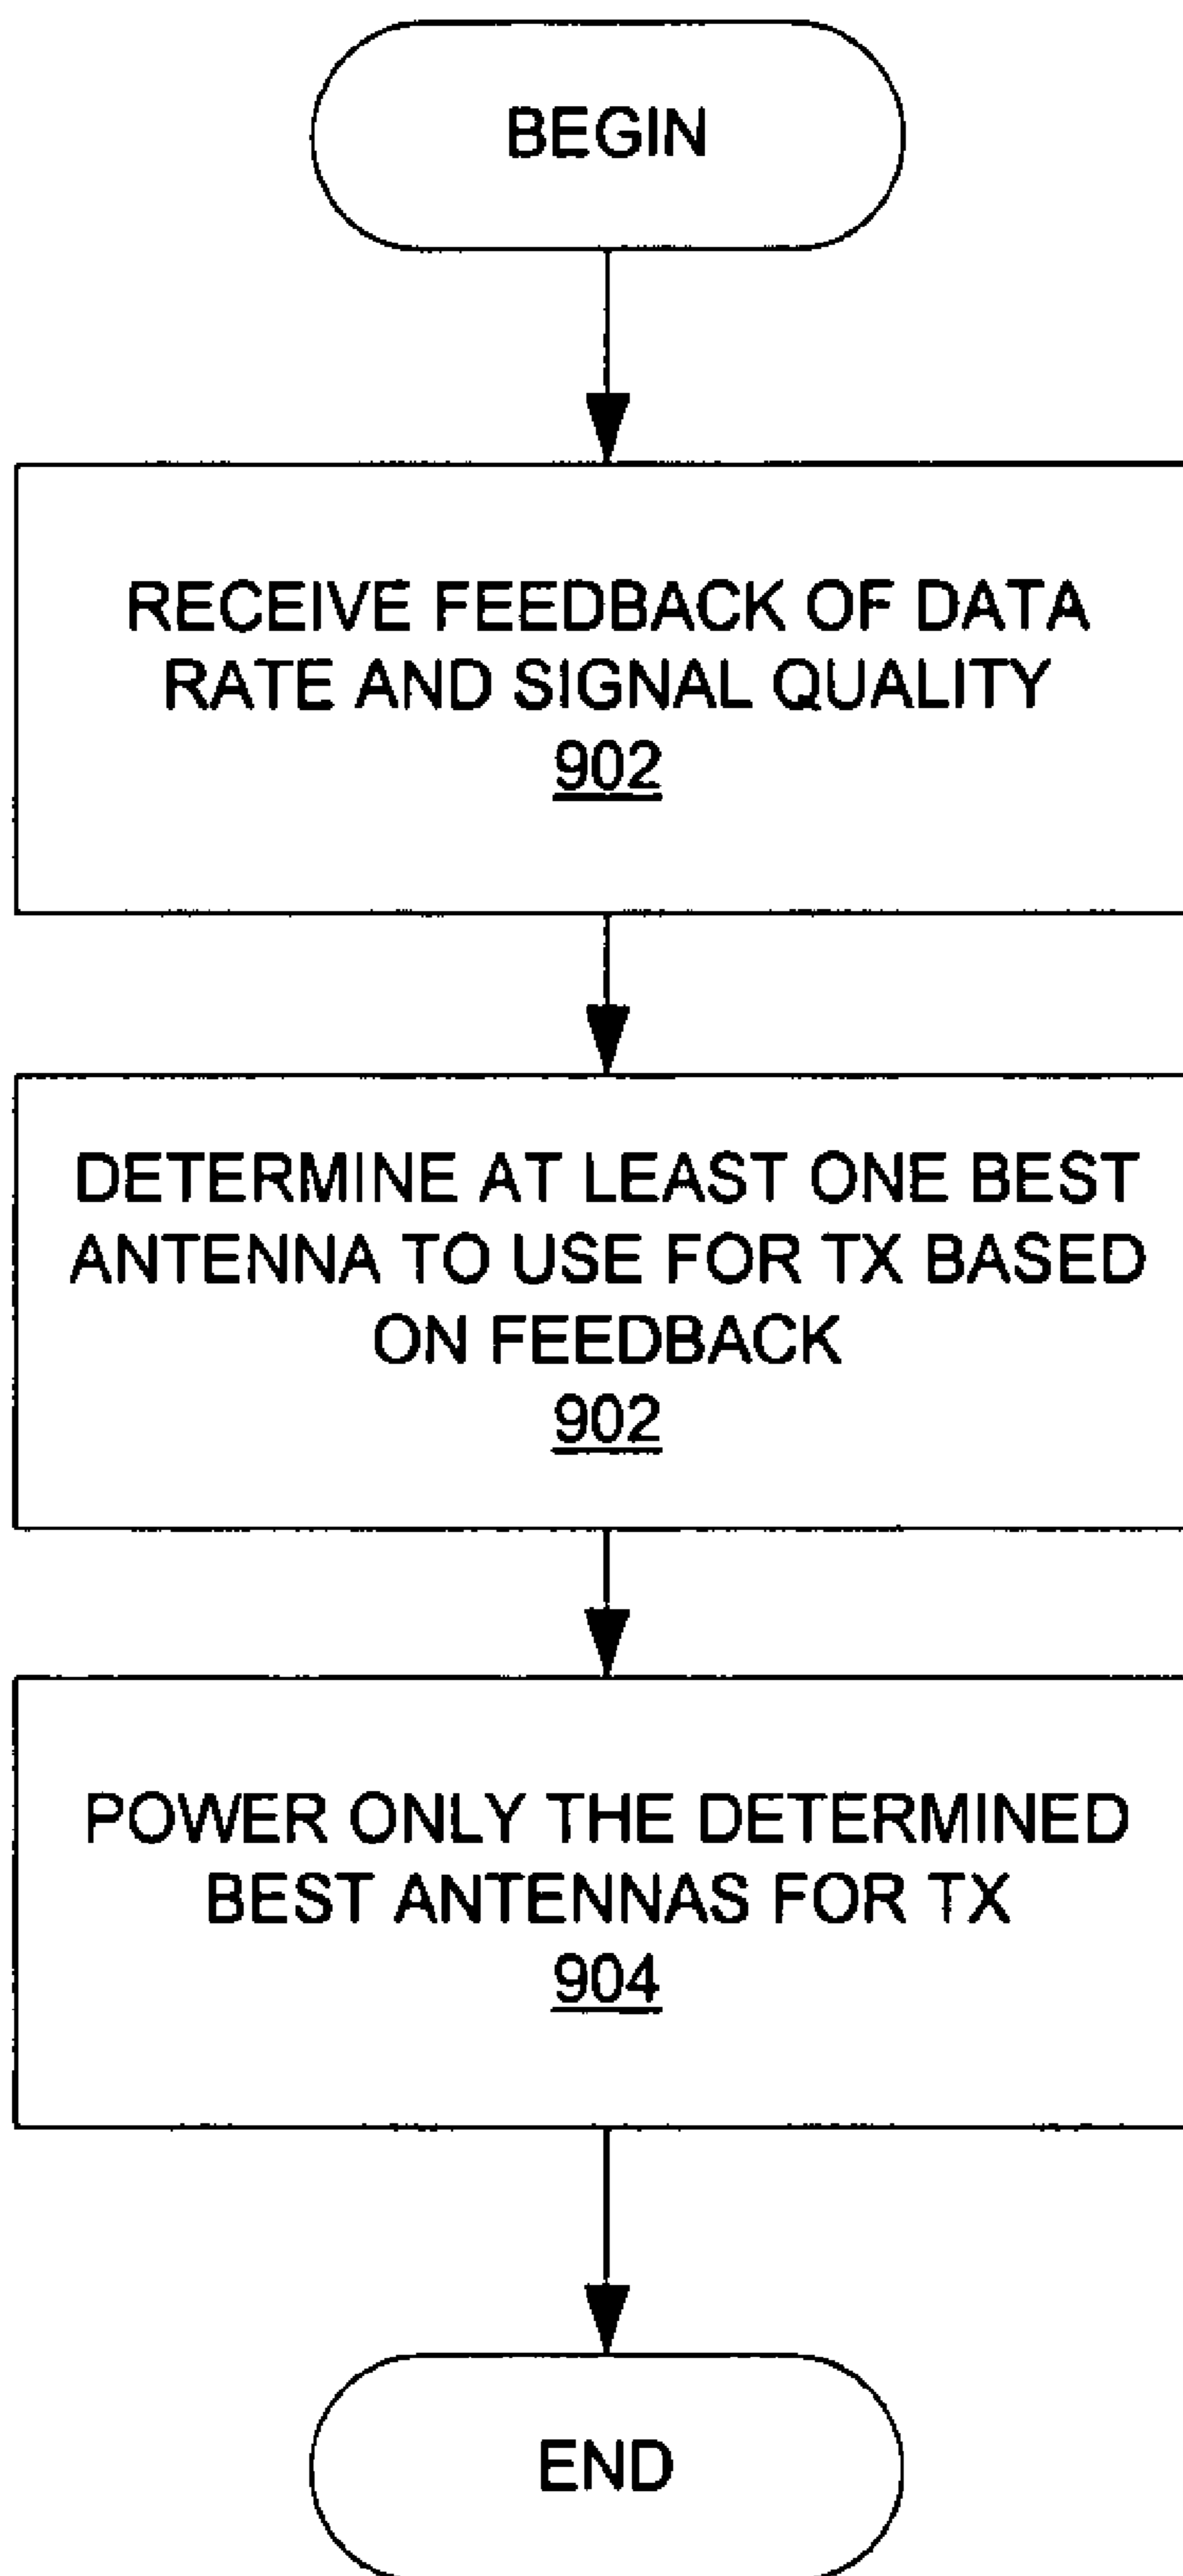 BEGIN
RECEIVE FEEDBACK OF DATA
RATE AND SIGNAL QUALITY
902
DETERMINE AT LEAST ONE BEST
ANTENNA TO USE FOR TX BASED
ON FEEDBACK
902
POWER ONLY THE DETERMINED
BEST ANTENNAS FOR TX
904
END